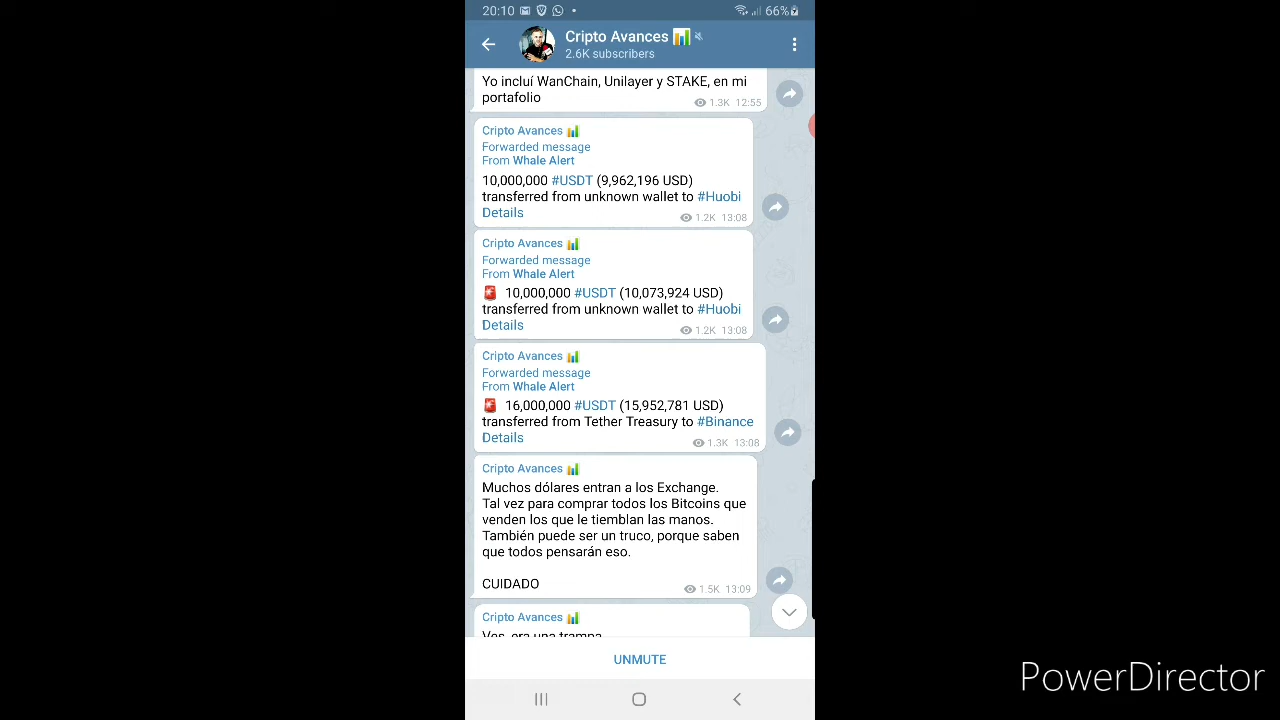 20:10
66%
Cripto Avances
2.6K subscribers
Yo incluí WanChain, Unilayer y STAKE, en mi
portafolio
1.3K 12:55
Cripto Avances
Forwarded message
From Whale Alert
10,000,000 #USDT (9,962,196 USD)
transferred from unknown wallet to #Huobi
Details
1.2K 13:08
Cripto Avances
Forwarded message
From Whale Alert
10,000,000 #USDT (10,073,924 USD)
transferred from unknown wallet to #Huobi
Details
1.2K 13:08
Cripto Avances
Forwarded message
From Whale Alert
16,000,000 #USDT (15,952,781 USD)
transferred from Tether Treasury to #Binance
Details
1.3K 13:08
Cripto Avances
Muchos dólares entran a los Exchange.
Tal vez para comprar todos los Bitcoins que
venden los que le tiemblan las manos.
También puede ser un truco, porque saben
que todos pensarán eso.
CUIDADO
1.5K 13:09
Cripto Avances
Ves, era una trampa
UNMUTE
PowerDirector